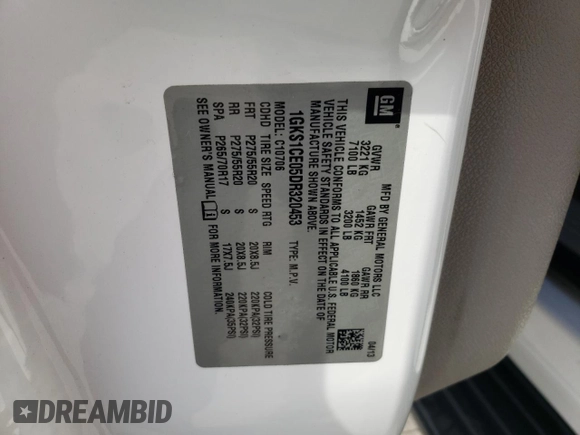 GM
MFD BY GENERAL MOTORS LLC
04/13
GVWR GAWR FRT GAWR RR
3221 KG 1452 KG 1860 KG
7100 LB 3200 LB 4100 LB
THIS VEHICLE CONFORMS TO ALL APPLICABLE U.S. FEDERAL MOTOR
VEHICLE SAFETY STANDARDS IN EFFECT ON THE DATE OF
MANUFACTURE SHOWN ABOVE.
1GKS1CE05DR320453 TYPE: M.P.V.
MODEL: C10706
COHD TIRE SIZE SPEED RTG RIM COLD TIRE PRESSURE
FRT P275/55R20 S 20X8.5J 220KPA(32PSI)
RR P275/55R20 S 20X8.5J 220KPA(32PSI)
SPA P265/70R17 S 17X7.5J 240KPA(35PSI)
SEE OWNER'S MANUAL
DREAMBID